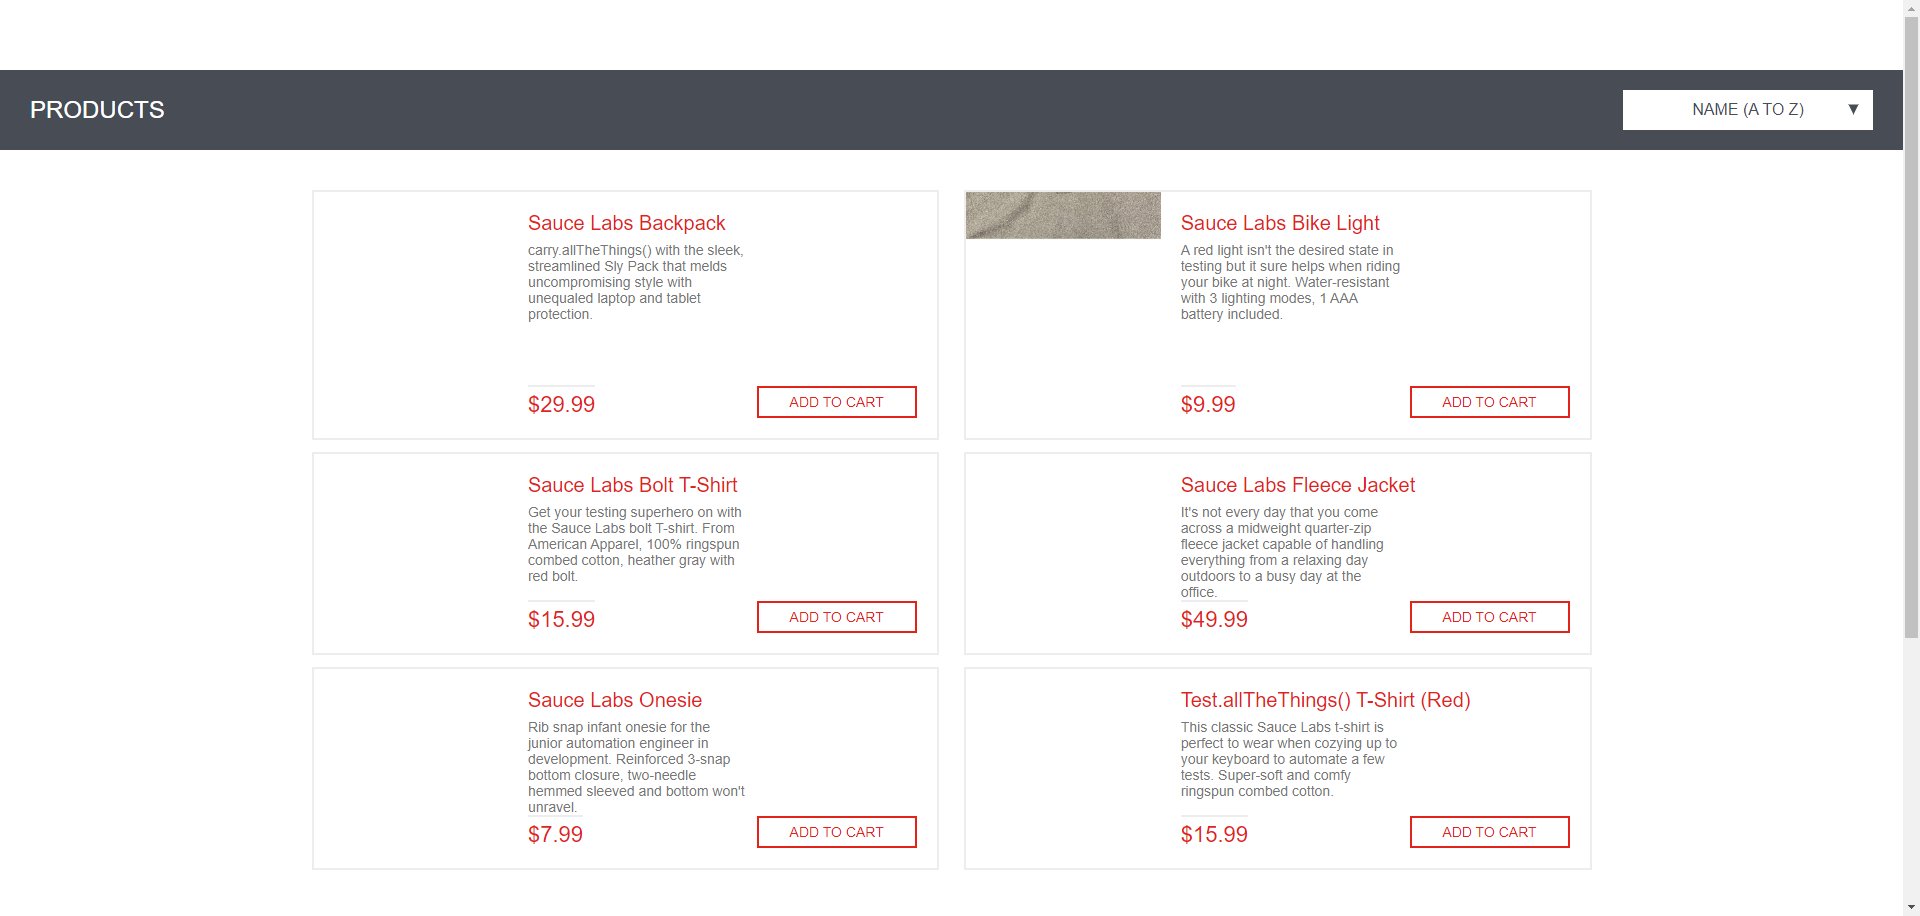 PRODUCTS
NAME (A TO Z)
Sauce Labs Backpack
carry.allTheThings() with the sleek,
streamlined Sly Pack that melds
uncompromising style with
unequaled laptop and tablet
protection.
$29.99
ADD TO CART
Sauce Labs Bike Light
A red light isn't the desired state in
testing but it sure helps when riding
your bike at night. Water-resistant
with 3 lighting modes, 1 AAA
battery included.
$9.99
ADD TO CART
Sauce Labs Bolt T-Shirt
Get your testing superhero on with
the Sauce Labs bolt T-shirt. From
American Apparel, 100% ringspun
combed cotton, heather gray with
red bolt.
$15.99
ADD TO CART
Sauce Labs Fleece Jacket
It's not every day that you come
across a midweight quarter-zip
fleece jacket capable of handling
everything from a relaxing day
outdoors to a busy day at the
office.
$49.99
ADD TO CART
Sauce Labs Onesie
Rib snap infant onesie for the
junior automation engineer in
development. Reinforced 3-snap
bottom closure, two-needle
hemmed sleeved and bottom won't
unravel.
$7.99
ADD TO CART
Test.allTheThings() T-Shirt (Red)
This classic Sauce Labs t-shirt is
perfect to wear when cozying up to
your keyboard to automate a few
tests. Super-soft and comfy
ringspun combed cotton.
$15.99
ADD TO CART